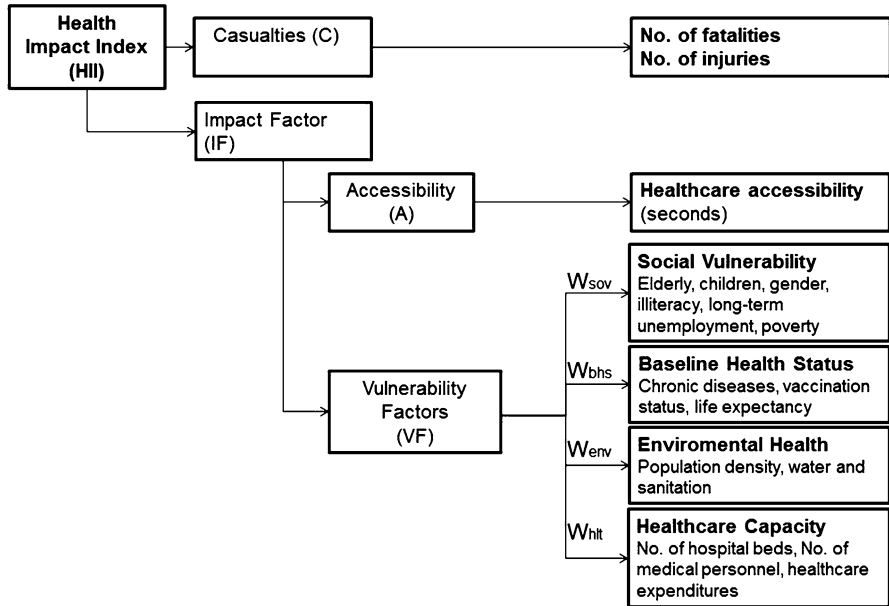 Health
Impact Index
(HII)
Casualties (C)
No. of fatalities
No. of injuries
Impact Factor
(IF)
Accessibility
(A)
Healthcare accessibility
(seconds)
Vulnerability
Factors
(VF)
Wsov
Social Vulnerability
Elderly, children, gender,
illiteracy, long-term
unemployment, poverty
Wbhs
Baseline Health Status
Chronic diseases, vaccination
status, life expectancy
Wenv
Enviromental Health
Population density, water and
sanitation
Whlt
Healthcare Capacity
No. of hospital beds, No. of
medical personnel, healthcare
expenditures